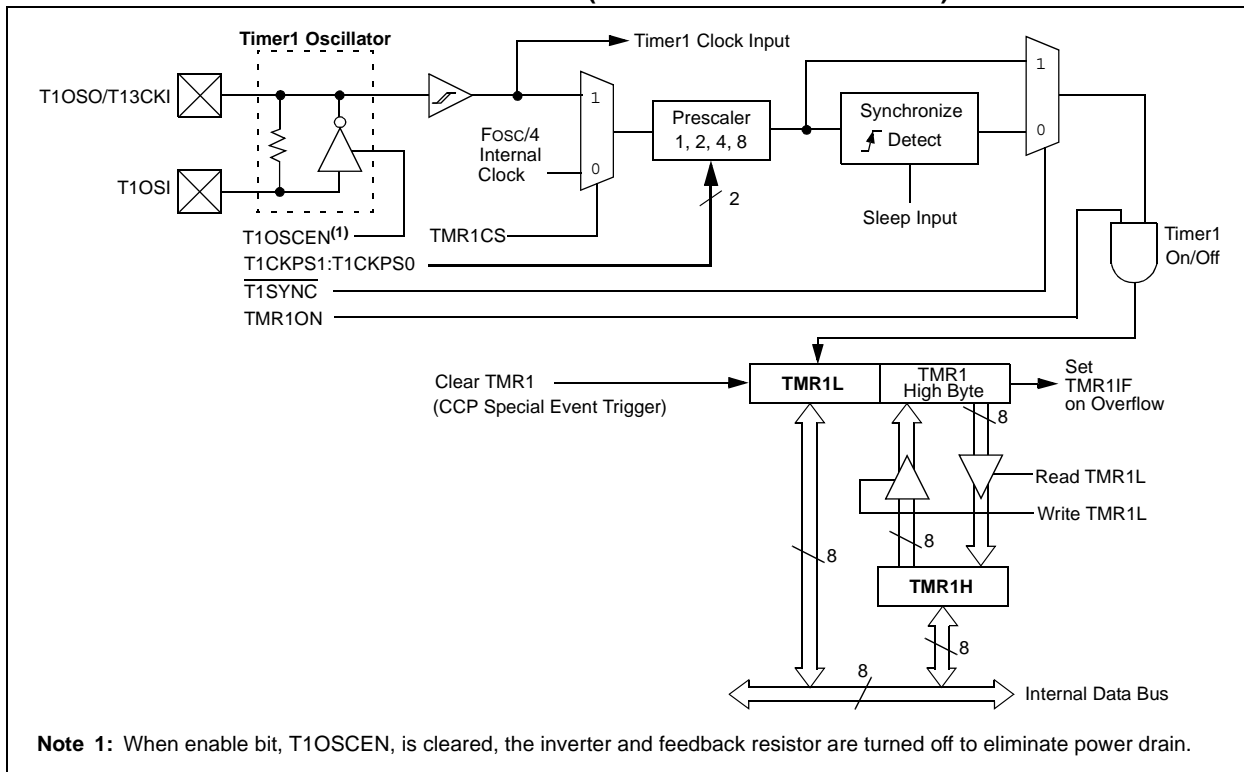 Timer1 Oscillator
Timer1 Clock Input
T1OSO/T13CKI
T1OSI
1
0
FOSC/4
Internal
Clock
Prescaler
1, 2, 4, 8
2
Synchronize
Detect
Sleep Input
1
0
T1OSCEN(1)
TMR1CS
T1CKPS1:T1CKPS0
T1SYNC
TMR1ON
Timer1
On/Off
Clear TMR1
(CCP Special Event Trigger)
TMR1L
TMR1
High Byte
Set
TMR1IF
on Overflow
8
Read TMR1L
Write TMR1L
8
8
TMR1H
8
8
Internal Data Bus
Note 1: When enable bit, T1OSCEN, is cleared, the inverter and feedback resistor are turned off to eliminate power drain.